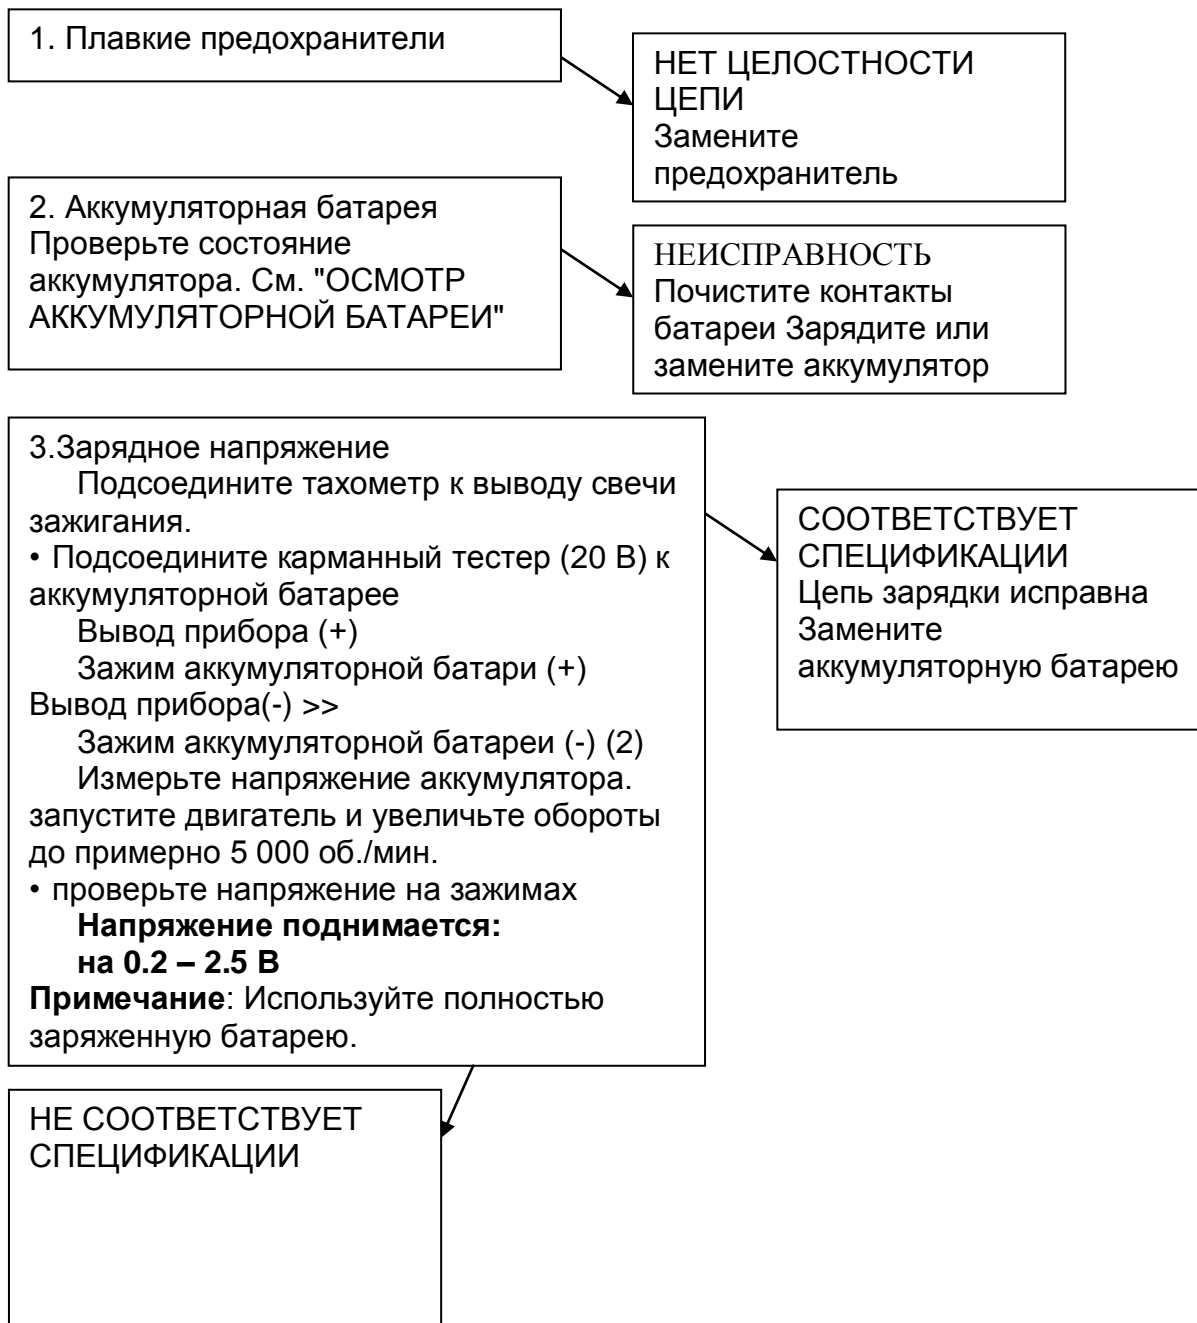 1. Плавкие предохранители
НЕТ ЦЕЛОСТНОСТИ
ЦЕПИ
Замените
предохранитель
2. Аккумуляторная батарея
Проверьте состояние
аккумулятора. См. "ОСМОТР
АККУМУЛЯТОРНОЙ БАТАРЕИ"
НЕИСПРАВНОСТЬ
Почистите контакты
батареи Зарядите или
замените аккумулятор
3.Зарядное напряжение
Подсоедините тахометр к выводу свечи
зажигания.
• Подсоедините карманный тестер (20 В) к
аккумуляторной батарее
Вывод прибора (+)
Зажим аккумуляторной батари (+)
Вывод прибора(-) >>
Зажим аккумуляторной батареи (-) (2)
Измерьте напряжение аккумулятора.
запустите двигатель и увеличьте обороты
до примерно 5 000 об./мин.
• проверьте напряжение на зажимах
Напряжение поднимается:
на 0.2 – 2.5 В
Примечание: Используйте полностью
заряженную батарею.
СООТВЕТСТВУЕТ
СПЕЦИФИКАЦИИ
Цепь зарядки исправна
Замените
аккумуляторную батарею
НЕ СООТВЕТСТВУЕТ
СПЕЦИФИКАЦИИ